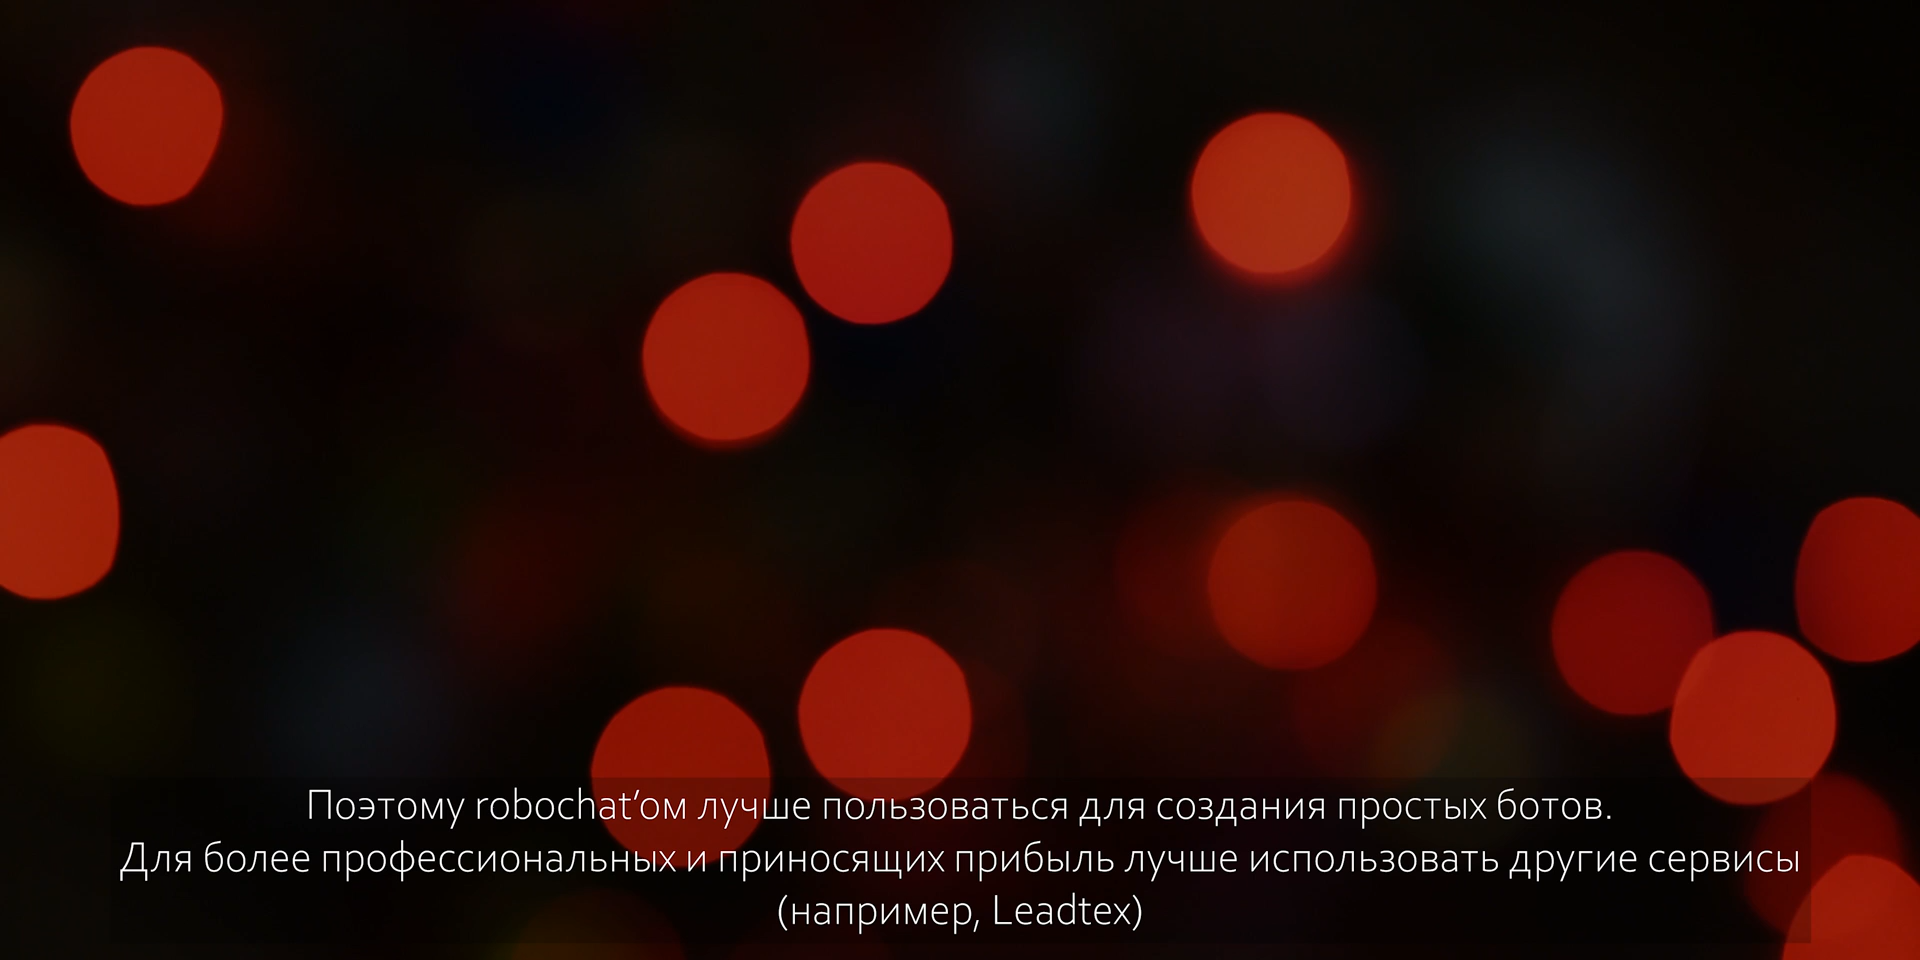 Поэтому robochat’ом лучше пользоваться для создания простых ботов.
Для более профессиональных и приносящих прибыль лучше использовать другие сервисы
(например, Leadtex)